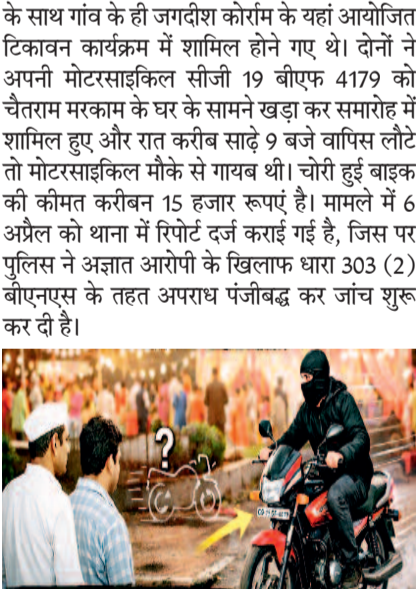 के साथ गांव के ही जगदीश कोर्राम के यहां आयोजित
टिकावन कार्यक्रम में शामिल होने गए थे। दोनों ने
अपनी मोटरसाइकिल सीजी 19 बीएफ 4179 को
चैतराम मरकाम के घर के सामने खड़ा कर समारोह में
शामिल हुए और रात करीब साढ़े 9 बजे वापिस लौटे
तो मोटरसाइकिल मौके से गायब थी। चोरी हुई बाइक
की कीमत करीबन 15 हजार रूपएं है। मामले में 6
अप्रैल को थाना में रिपोर्ट दर्ज कराई गई है, जिस पर
पुलिस ने अज्ञात आरोपी के खिलाफ धारा 303 (2)
बीएनएस के तहत अपराध पंजीबद्ध कर जांच शुरू
कर दी है।
?